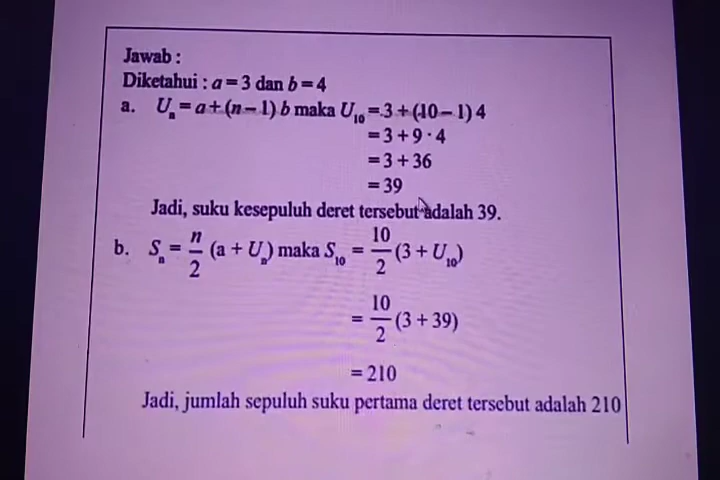 Jawab :
Diketahui : a = 3 dan b = 4
a. Uₙ = a + (n – 1) b maka U₁₀ = 3 + (10 – 1) 4
= 3 + 9 · 4
= 3 + 36
= 39
Jadi, suku kesepuluh deret tersebut adalah 39.
b. Sₙ = n/2 (a + Uₙ) maka S₁₀ = 10/2 (3 + U₁₀)
= 10/2 (3 + 39)
= 210
Jadi, jumlah sepuluh suku pertama deret tersebut adalah 210